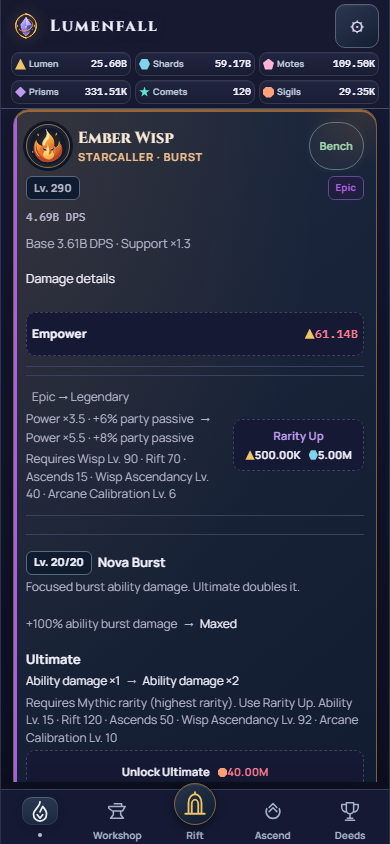 LUMENFALL
Lumen 25.60B
Shards 59.17B
Motes 109.50K
Prisms 331.51K
Comets 120
Sigils 29.35K
EMBER WISP
STARCALLER · BURST
Bench
Lv. 290
Epic
4.69B DPS
Base 3.61B DPS · Support ×1.3
Damage details
Empower 61.14B
Epic → Legendary
Power ×3.5 · +6% party passive →
Power ×5.5 · +8% party passive
Requires Wisp Lv. 90 · Rift 70 ·
Ascends 15 · Wisp Ascendancy Lv.
40 · Arcane Calibration Lv. 6
Rarity Up
500.00K 5.00M
Lv. 20/20 Nova Burst
Focused burst ability damage. Ultimate doubles it.
+100% ability burst damage → Maxed
Ultimate
Ability damage ×1 → Ability damage ×2
Requires Mythic rarity (highest rarity). Use Rarity Up. Ability
Lv. 15 · Rift 120 · Ascends 50 · Wisp Ascendancy Lv. 92 · Arcane
Calibration Lv. 10
Unlock Ultimate 40.00M
Workshop
Rift
Ascend
Deeds